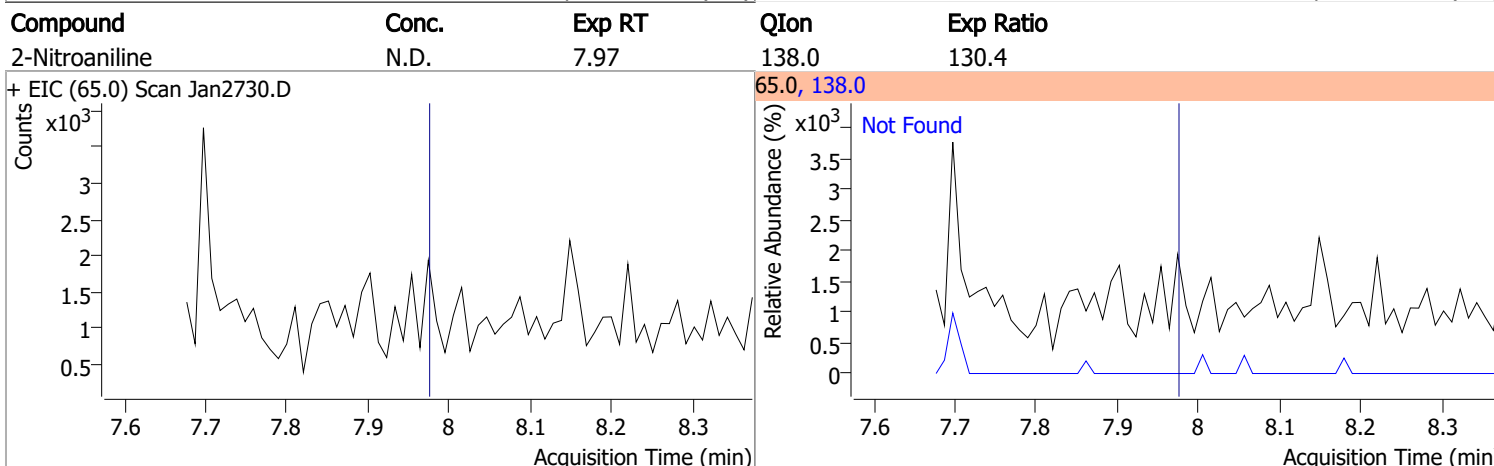 Compound Conc. Exp RT QIon Exp Ratio
2-Nitroaniline N.D. 7.97 138.0 130.4
+ EIC (65.0) Scan Jan2730.D
Counts
x10³
3
2.5
2
1.5
1
0.5
7.6 7.7 7.8 7.9 8 8.1 8.2 8.3
Acquisition Time (min)
65.0, 138.0
Relative Abundance (%)
x10³
Not Found
3.5
3
2.5
2
1.5
1
0.5
0
7.6 7.7 7.8 7.9 8 8.1 8.2 8.3
Acquisition Time (min)